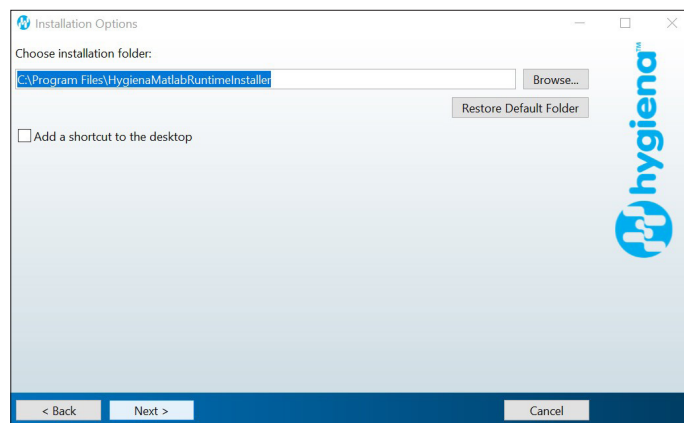 Installation Options
Choose installation folder:
C:\Program Files\HygienaMatlabRuntimeInstaller
Browse...
Restore Default Folder
Add a shortcut to the desktop
hygiena™
< Back
Next >
Cancel